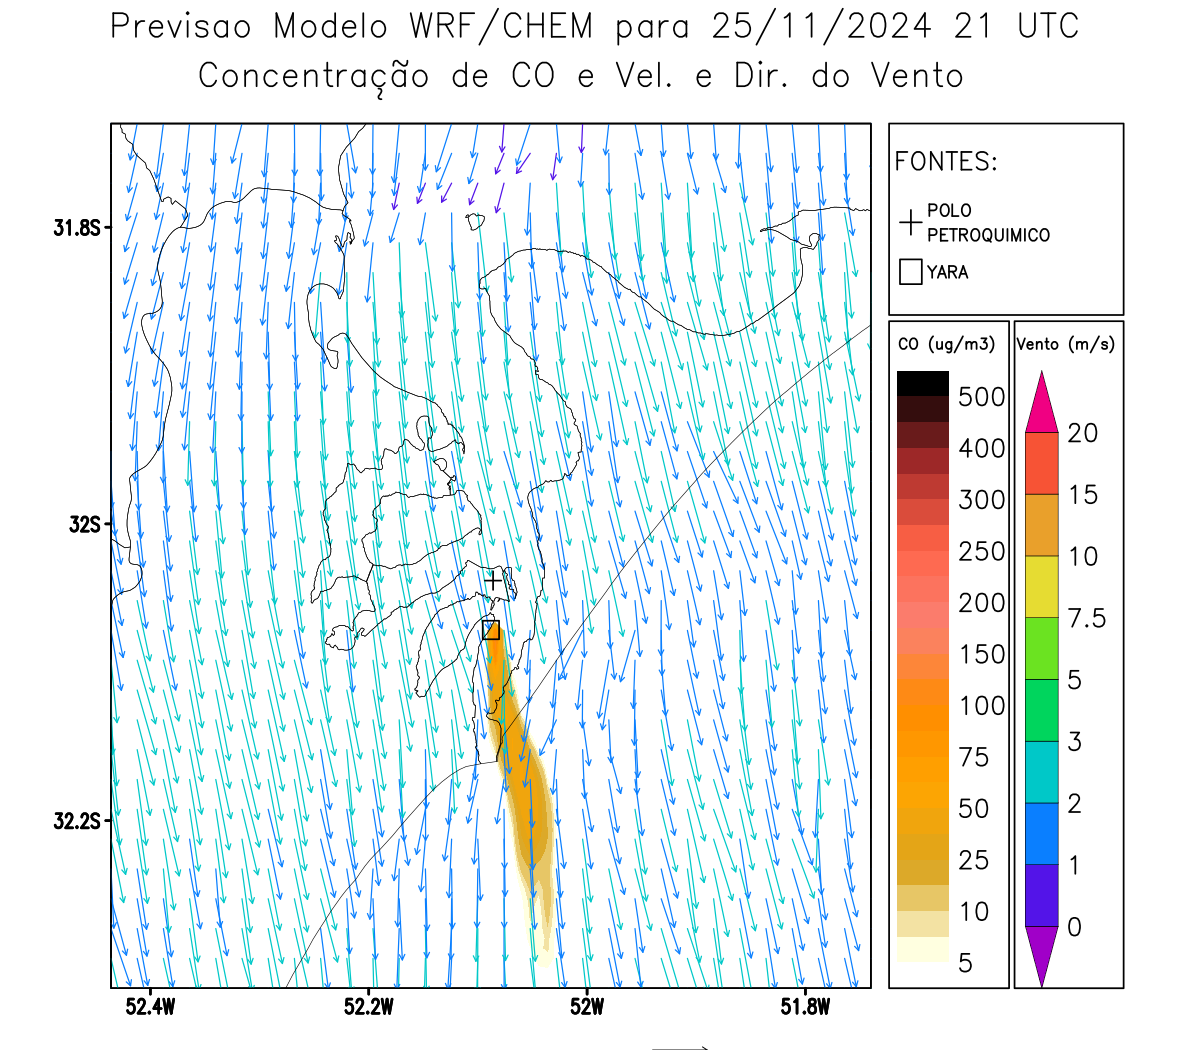 Previsao Modelo WRF/CHEM para 25/11/2024 21 UTC
Concentração de CO e Vel. e Dir. do Vento
FONTES:
POLO
PETROQUIMICO
YARA
CO (ug/m3)
500
400
300
250
200
150
100
75
50
25
10
5
Vento (m/s)
20
15
10
7.5
5
3
2
1
0
31.8S
32S
32.2S
52.4W
52.2W
52W
51.8W